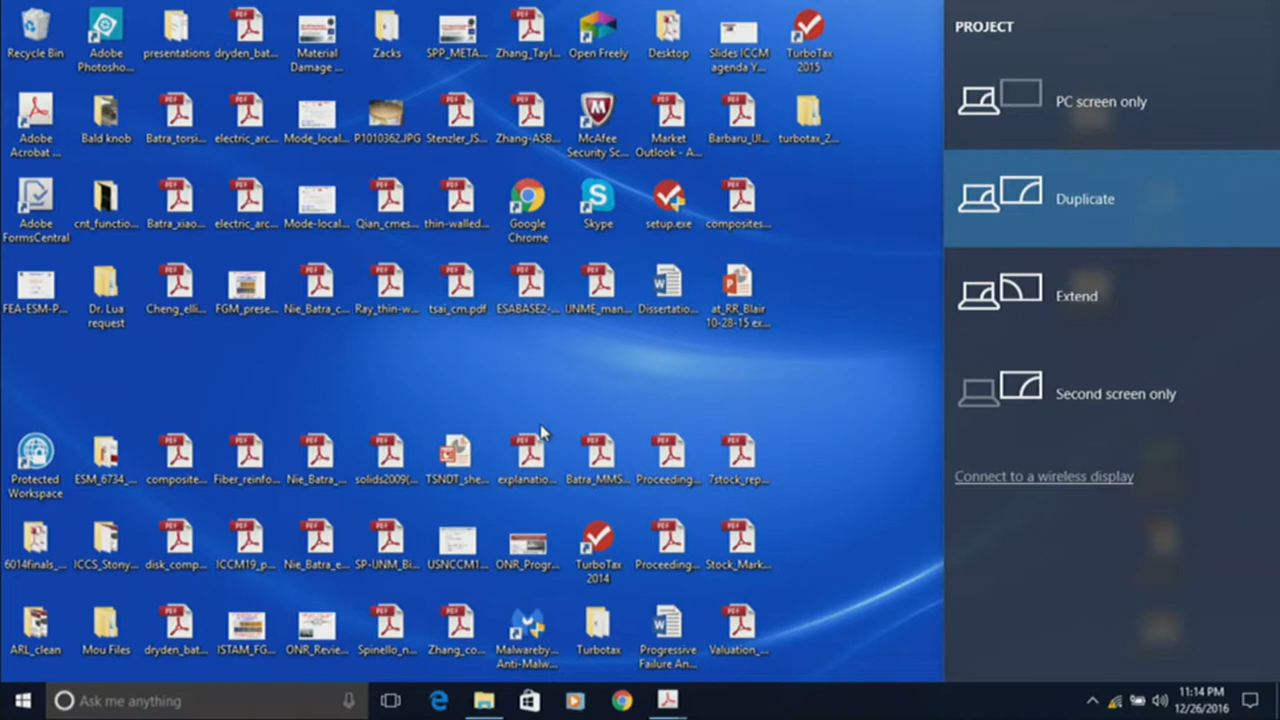 Recycle Bin
Adobe
Photosho...
presentations
dryden_bat...
Material
Damage ...
Zacks
SPP_META...
Zhang_Tayl...
Open Freely
Desktop
Slides ICCM
agenda Y...
TurboTax
2015
Adobe
Acrobat ...
Bald knob
Batra_torsi...
electric_arc...
Mode_local...
P1010362.JPG
Stenzler_JS...
Zhang-ASB...
McAfee
Security Sc...
Market
Outlook - A...
Barbaru_Ul...
turbotax_2...
Adobe
FormsCentral
cnt_functio...
Batra_xiao...
electric_arc...
Mode-local...
Qian_cmes...
thin-walled...
Google
Chrome
Skype
setup.exe
composites...
FEA-ESM-P...
Dr. Lua
request
Cheng_elli...
FGM_prese...
Nie_Batra_c...
Ray_thin-w...
tsai_cm.pdf
ESABASE2-...
UNME_man...
Dissertatio...
at_RR_Blair
10-28-15 ex...
Protected
Workspace
ESM_6734_...
composite...
Fiber_reinfo...
Nie_Batra_...
solids2009(...
TSNDT_she...
explanatio...
Batra_MMS...
Proceeding...
7stock_rep...
6014finals_...
ICCS_Stony...
disk_comp...
ICCM19_p...
Nie_Batra_e...
SP-UNM_Bi...
USNCCM1...
ONR_Progr...
TurboTax
2014
Proceeding...
Stock_Mark...
ARL_clean
Mou Files
dryden_bat...
ISTAM_FG...
ONR_Revie...
Spinello_n...
Zhang_co...
Malwareby...
Anti-Malw...
Turbotax
Progressive
Failure An...
Valuation_...
PROJECT
PC screen only
Duplicate
Extend
Second screen only
Connect to a wireless display
Ask me anything
11:14 PM
12/26/2016